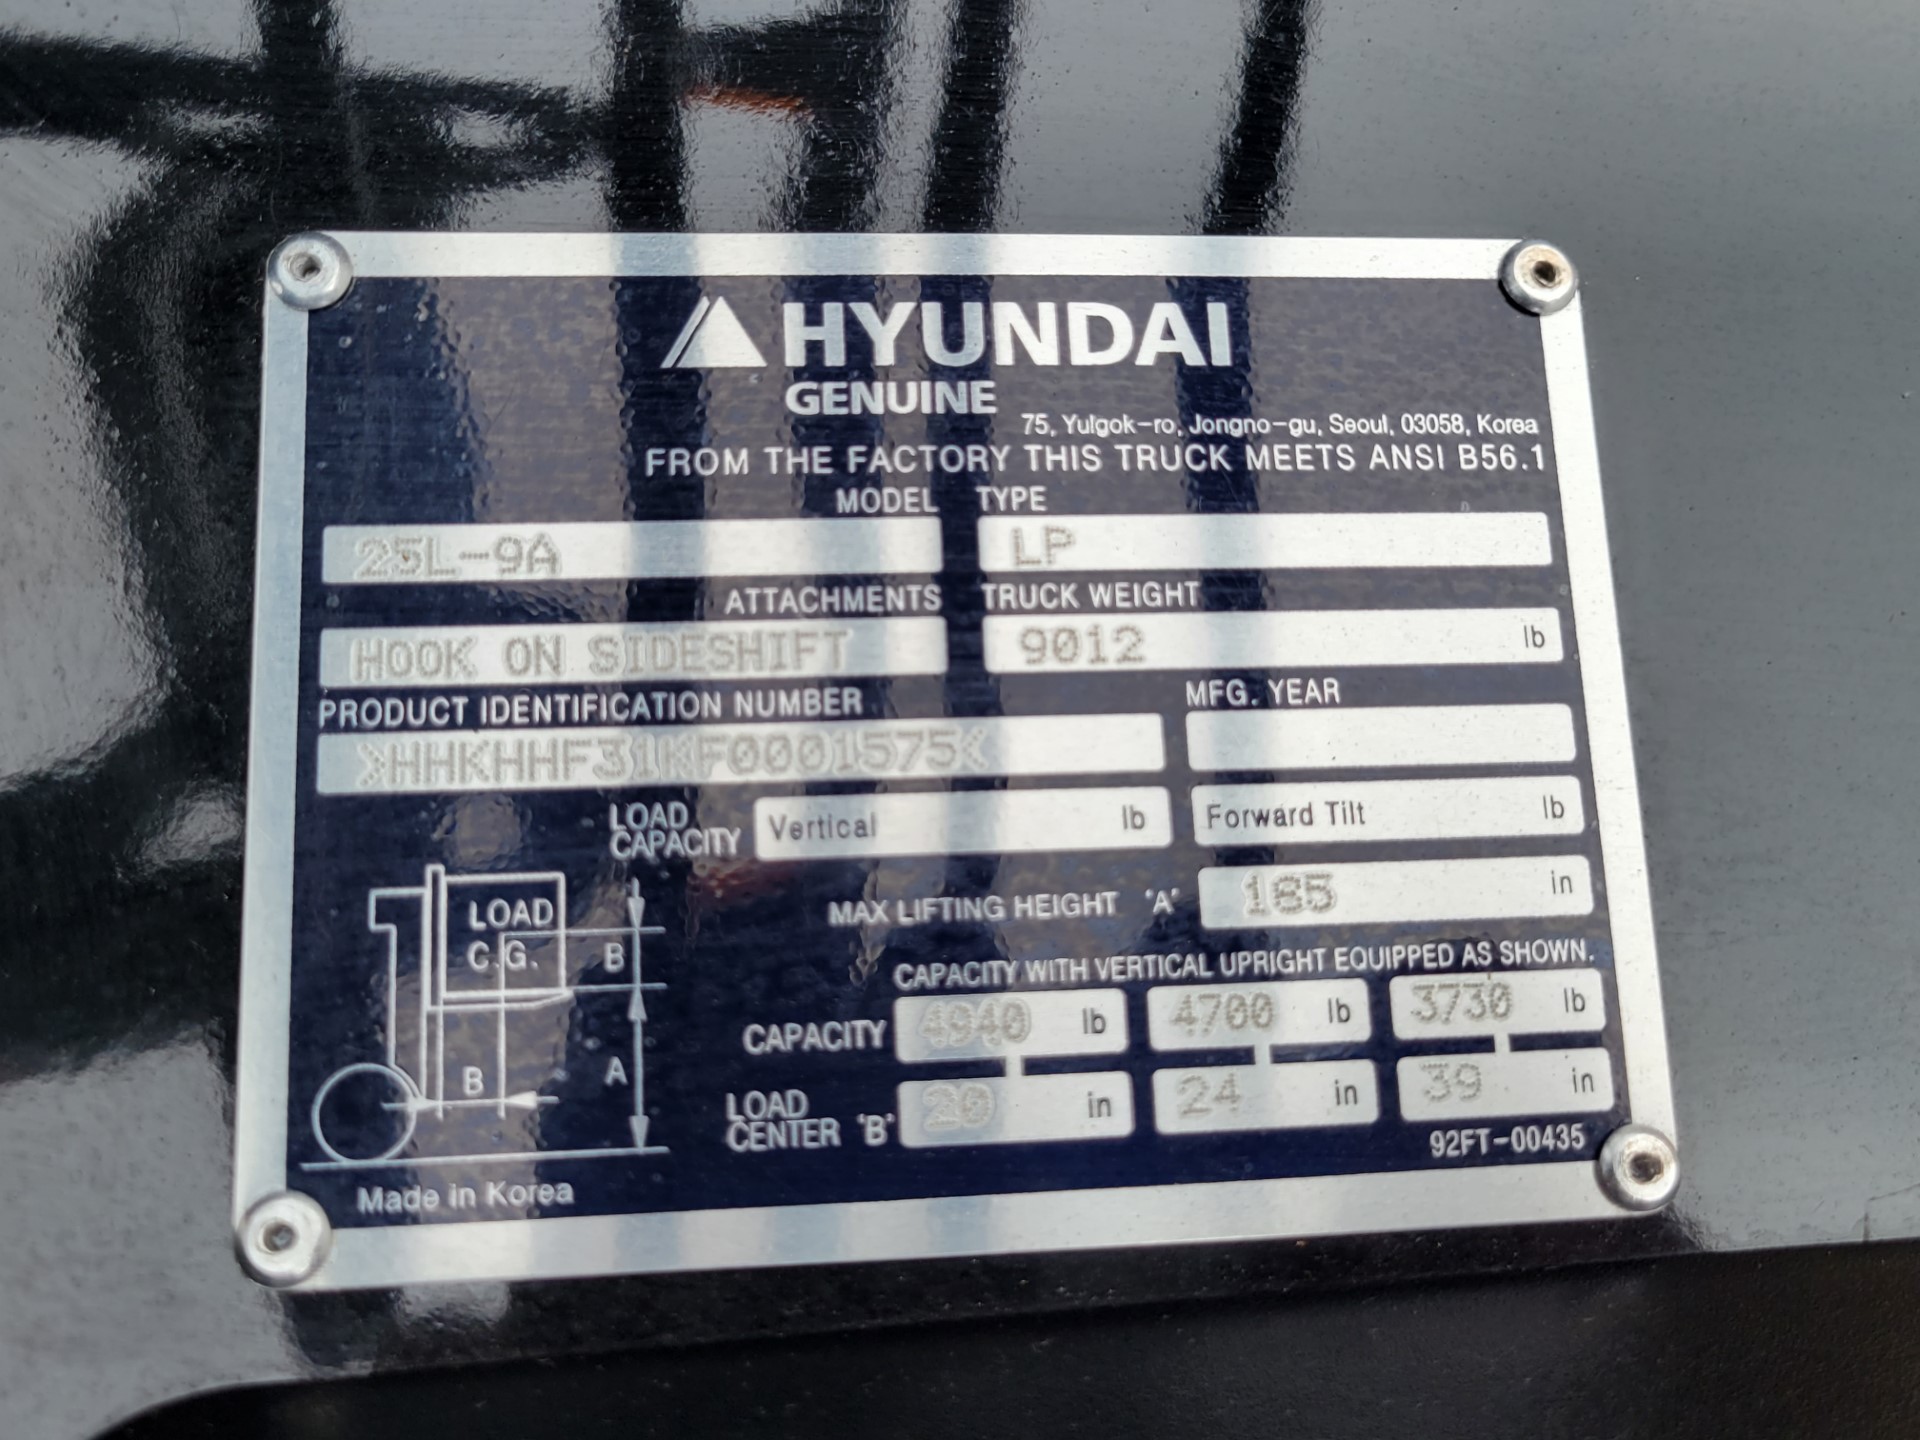 HYUNDAI
GENUINE
75, Yulgok-ro, Jongno-gu, Seoul, 03058, Korea
FROM THE FACTORY THIS TRUCK MEETS ANSI B56.1
MODEL TYPE
25L-9A LP
ATTACHMENTS TRUCK WEIGHT
HOOK ON SIDESHIFT 9012 lb
PRODUCT IDENTIFICATION NUMBER MFG. YEAR
>HHKHHF31KF0001575<
LOAD CAPACITY Vertical lb Forward Tilt lb
MAX LIFTING HEIGHT "A" 185 in
CAPACITY WITH VERTICAL UPRIGHT EQUIPPED AS SHOWN.
CAPACITY 4940 lb 4700 lb 3730 lb
LOAD CENTER "B" 20 in 24 in 39 in
92FT-00435
LOAD
C.G.
B
B
A
Made in Korea